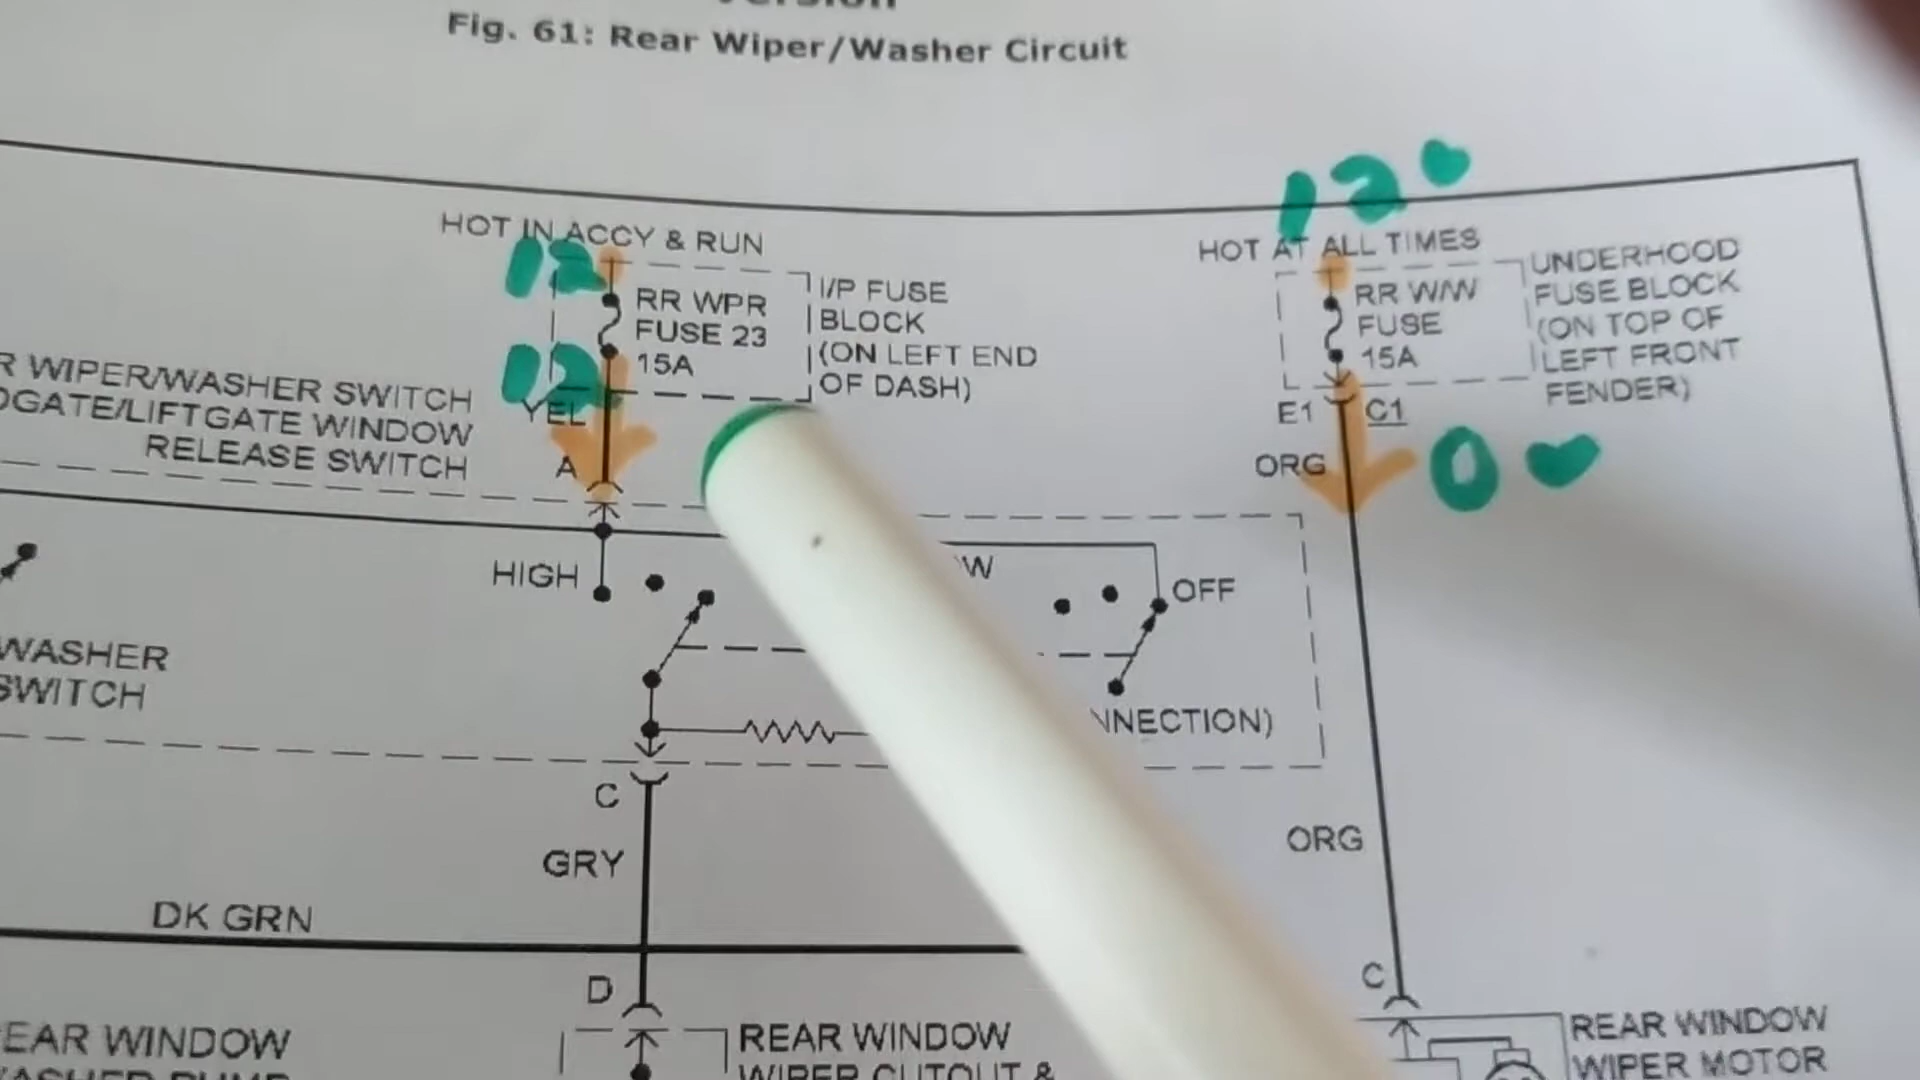 Fig. 61: Rear Wiper/Washer Circuit
12
HOT IN ACCY & RUN
HOT AT ALL TIMES
12
RR WPR
FUSE 23
15A
I/P FUSE
BLOCK
(ON LEFT END
OF DASH)
RR W/W
FUSE
15A
UNDERHOOD
FUSE BLOCK
(ON TOP OF
LEFT FRONT
FENDER)
12
YEL
A
E1
C1
ORG
0
R WIPER/WASHER SWITCH
DGATE/LIFTGATE WINDOW
RELEASE SWITCH
HIGH
W
OFF
WASHER
SWITCH
NNECTION)
C
GRY
ORG
DK GRN
D
C
EAR WINDOW
REAR WINDOW
WIPER CUTOUT &
REAR WINDOW
WIPER MOTOR